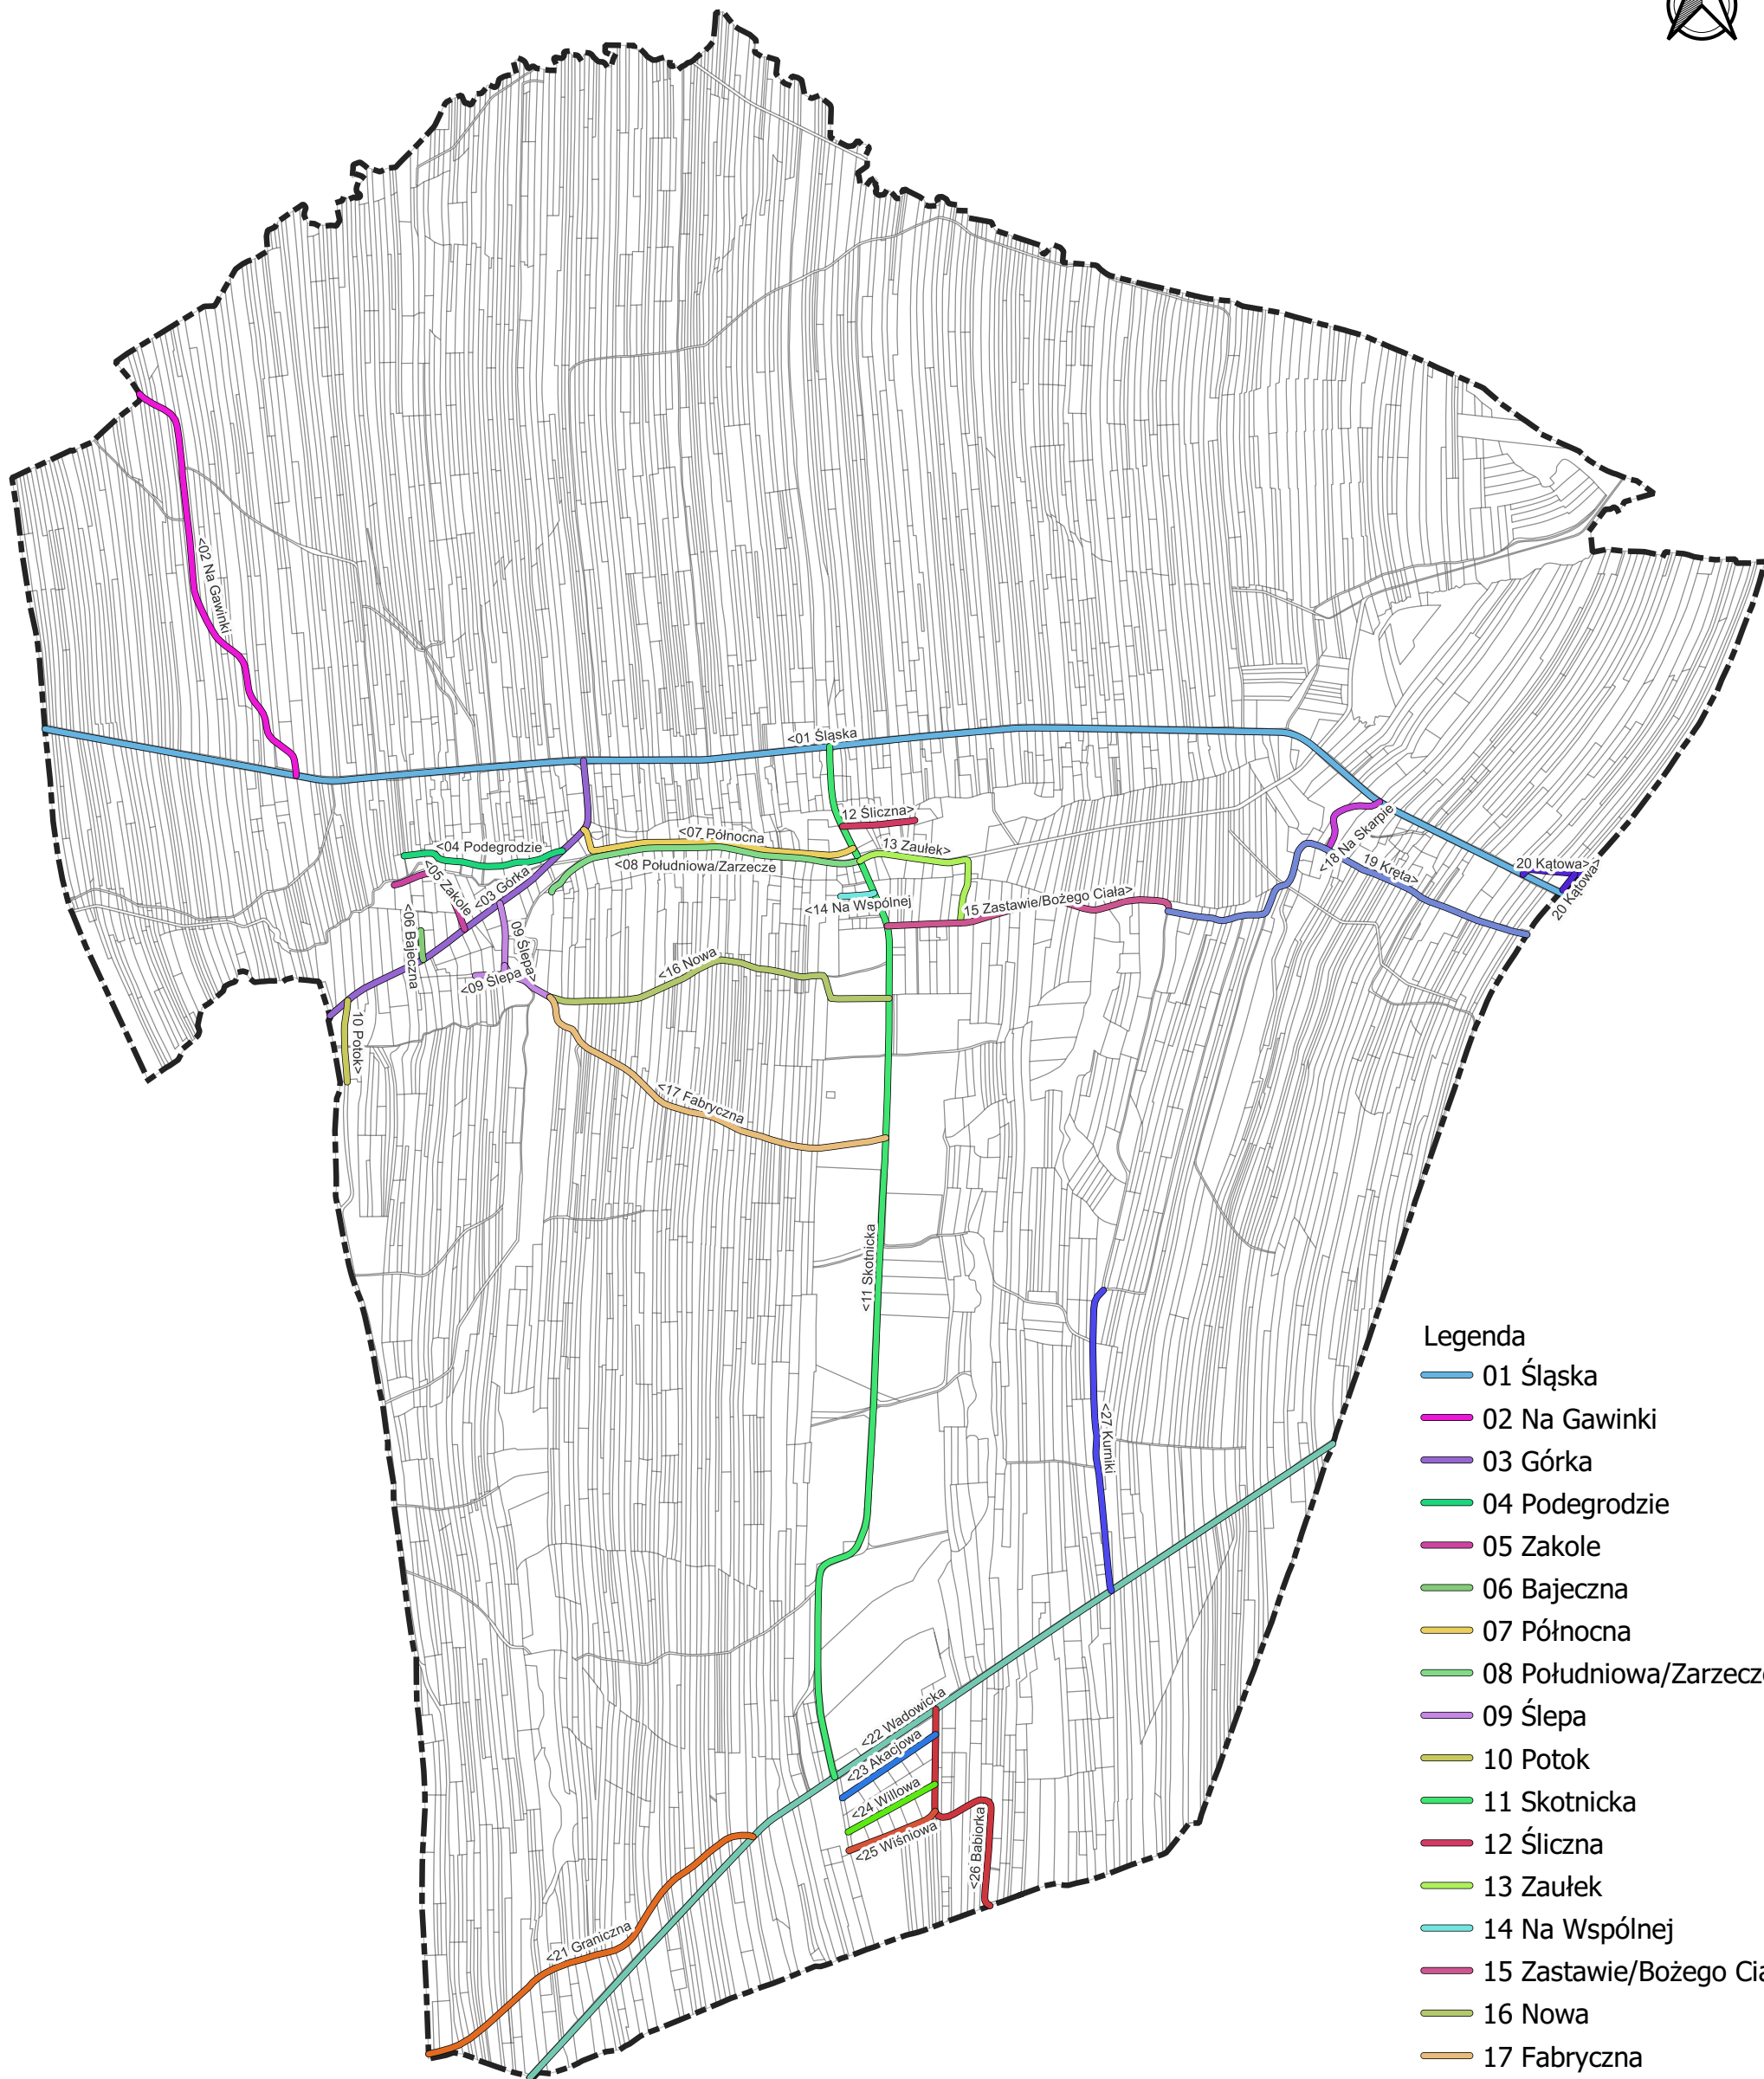 <02 Na Gawinki
<01 Śląska
12 Śliczna>
<07 Północna
13 Zaułek>
<04 Podegrodzie
<08 Południowa/Zarzecze
<05 Zakole
<03 Górka
<18 Na Skarpie
19 Kręta>
20 Kątowa>
20 Kątowa>
<14 Na Wspólnej
15 Zastawie/Bożego Ciała>
<06 Bajeczna
09 Ślepa>
<09 Ślepa
<16 Nowa
10 Potok>
<17 Fabryczna
<11 Skotnicka
<27 Kurniki
<22 Wadowicka
<23 Akacjowa
<24 Willowa
<25 Wiśniowa
<26 Babiorka
<21 Graniczna
Legenda
01 Śląska
02 Na Gawinki
03 Górka
04 Podegrodzie
05 Zakole
06 Bajeczna
07 Północna
08 Południowa/Zarzecze
09 Ślepa
10 Potok
11 Skotnicka
12 Śliczna
13 Zaułek
14 Na Wspólnej
15 Zastawie/Bożego Cia
16 Nowa
17 Fabryczna